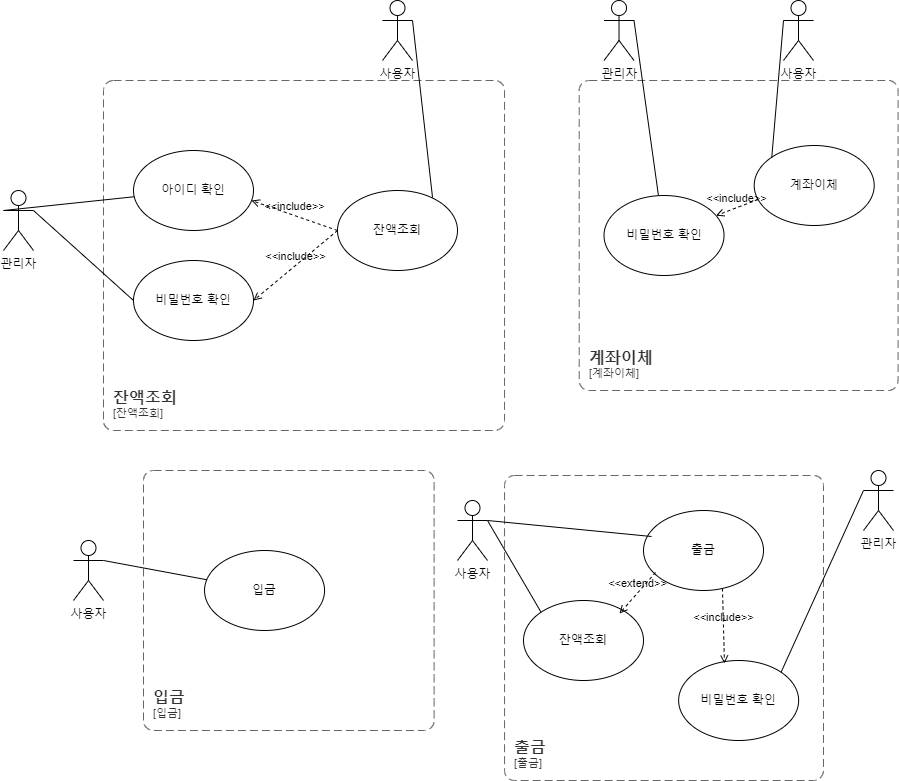 사용자
아이디 확인
<<include>>
잔액조회
관리자
<<include>>
비밀번호 확인
잔액조회
[잔액조회]
관리자
사용자
계좌이체
<<include>>
비밀번호 확인
계좌이체
[계좌이체]
사용자
입금
입금
[입금]
사용자
출금
관리자
<<extend>>
<<include>>
잔액조회
비밀번호 확인
출금
[출금]